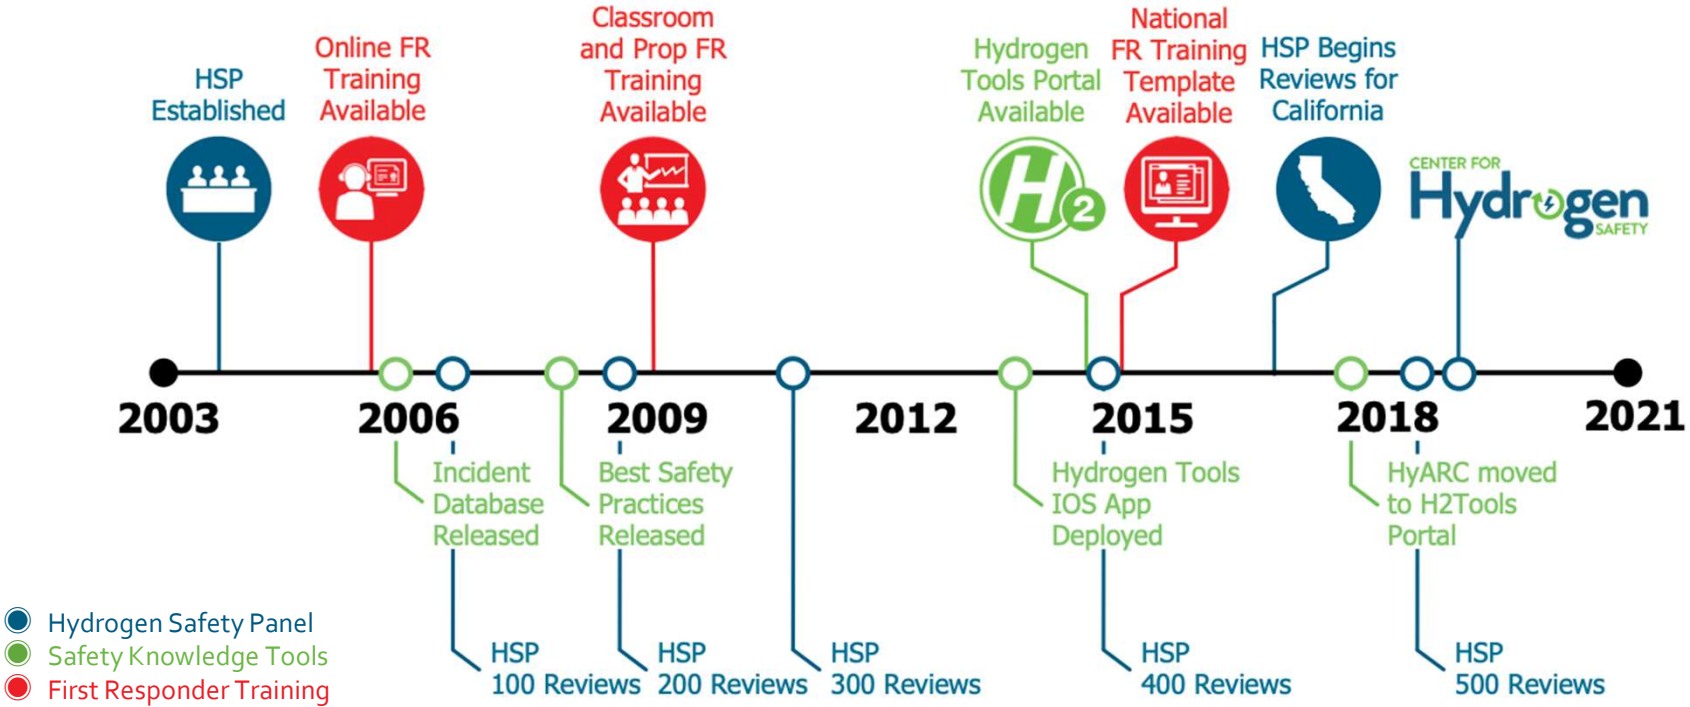 HSP
Established
Online FR
Training
Available
Classroom
and Prop FR
Training
Available
Hydrogen
Tools Portal
Available
National
FR Training
Template
Available
HSP Begins
Reviews for
California
H2
CENTER FOR
Hydrogen
SAFETY
2003
2006
2009
2012
2015
2018
2021
Incident
Database
Released
Best Safety
Practices
Released
Hydrogen Tools
IOS App
Deployed
HyARC moved
to H2Tools
Portal
HSP
100 Reviews
HSP
200 Reviews
HSP
300 Reviews
HSP
400 Reviews
HSP
500 Reviews
Hydrogen Safety Panel
Safety Knowledge Tools
First Responder Training